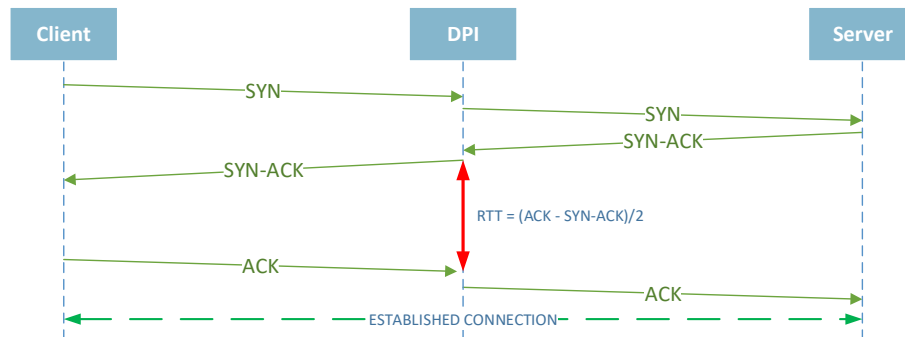 Client
DPI
Server
SYN
SYN
SYN-ACK
SYN-ACK
RTT = (ACK - SYN-ACK)/2
ACK
ACK
ESTABLISHED CONNECTION